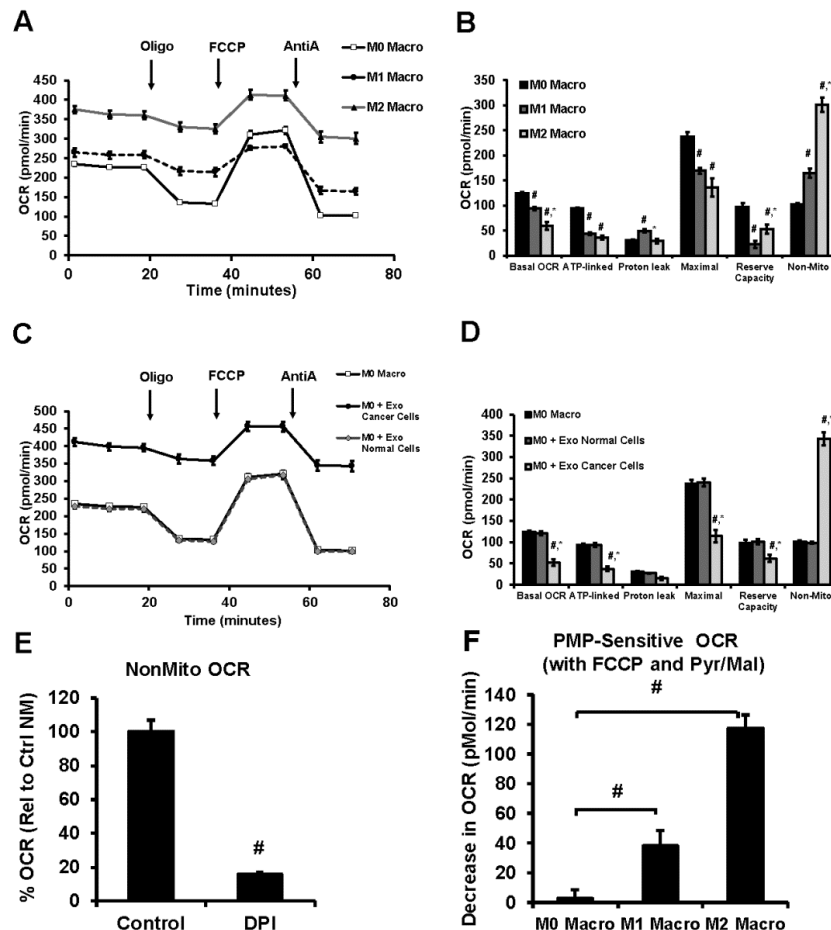 A
Oligo
FCCP
AntiA
M0 Macro
M1 Macro
M2 Macro
OCR (pmol/min)
450
400
350
300
250
200
150
100
50
0
0
20
40
60
80
Time (minutes)
B
M0 Macro
M1 Macro
M2 Macro
OCR (pmol/min)
350
300
250
200
150
100
50
0
#
#,*
#
#
#
*
#
#
#
#,*
#
#,*
Basal OCR
ATP-linked
Proton leak
Maximal
Reserve
Capacity
Non-Mito
C
Oligo
FCCP
AntiA
M0 Macro
M0 + Exo
Cancer Cells
M0 + Exo
Normal Cells
OCR (pmol/min)
500
450
400
350
300
250
200
150
100
50
0
0
20
40
60
80
Time (minutes)
D
M0 Macro
M0 + Exo Normal Cells
M0 + Exo Cancer Cells
OCR (pmol/min)
400
350
300
250
200
150
100
50
0
#,*
#,*
#,*
#,*
#,*
Basal OCR
ATP-linked
Proton leak
Maximal
Reserve
Capacity
Non-Mito
E
NonMito OCR
% OCR (Rel to Ctrl NM)
120
100
80
60
40
20
0
#
Control
DPI
F
PMP-Sensitive OCR
(with FCCP and Pyr/Mal)
Decrease in OCR (pMol/min)
140
120
100
80
60
40
20
0
#
#
M0 Macro
M1 Macro
M2 Macro